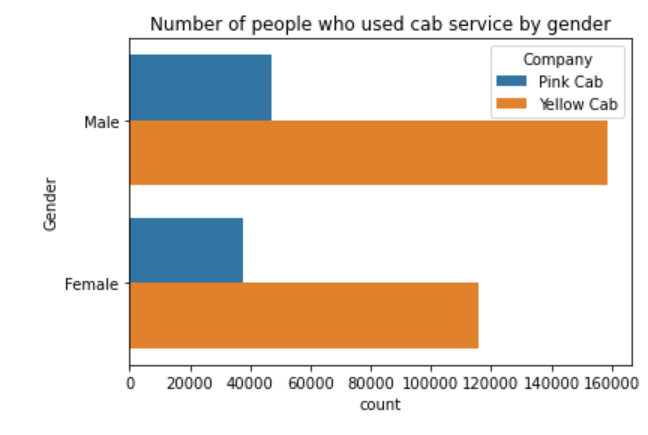 Number of people who used cab service by gender
Company
Pink Cab
Yellow Cab
Male
Gender
Female
0 20000 40000 60000 80000 100000 120000 140000 160000
count